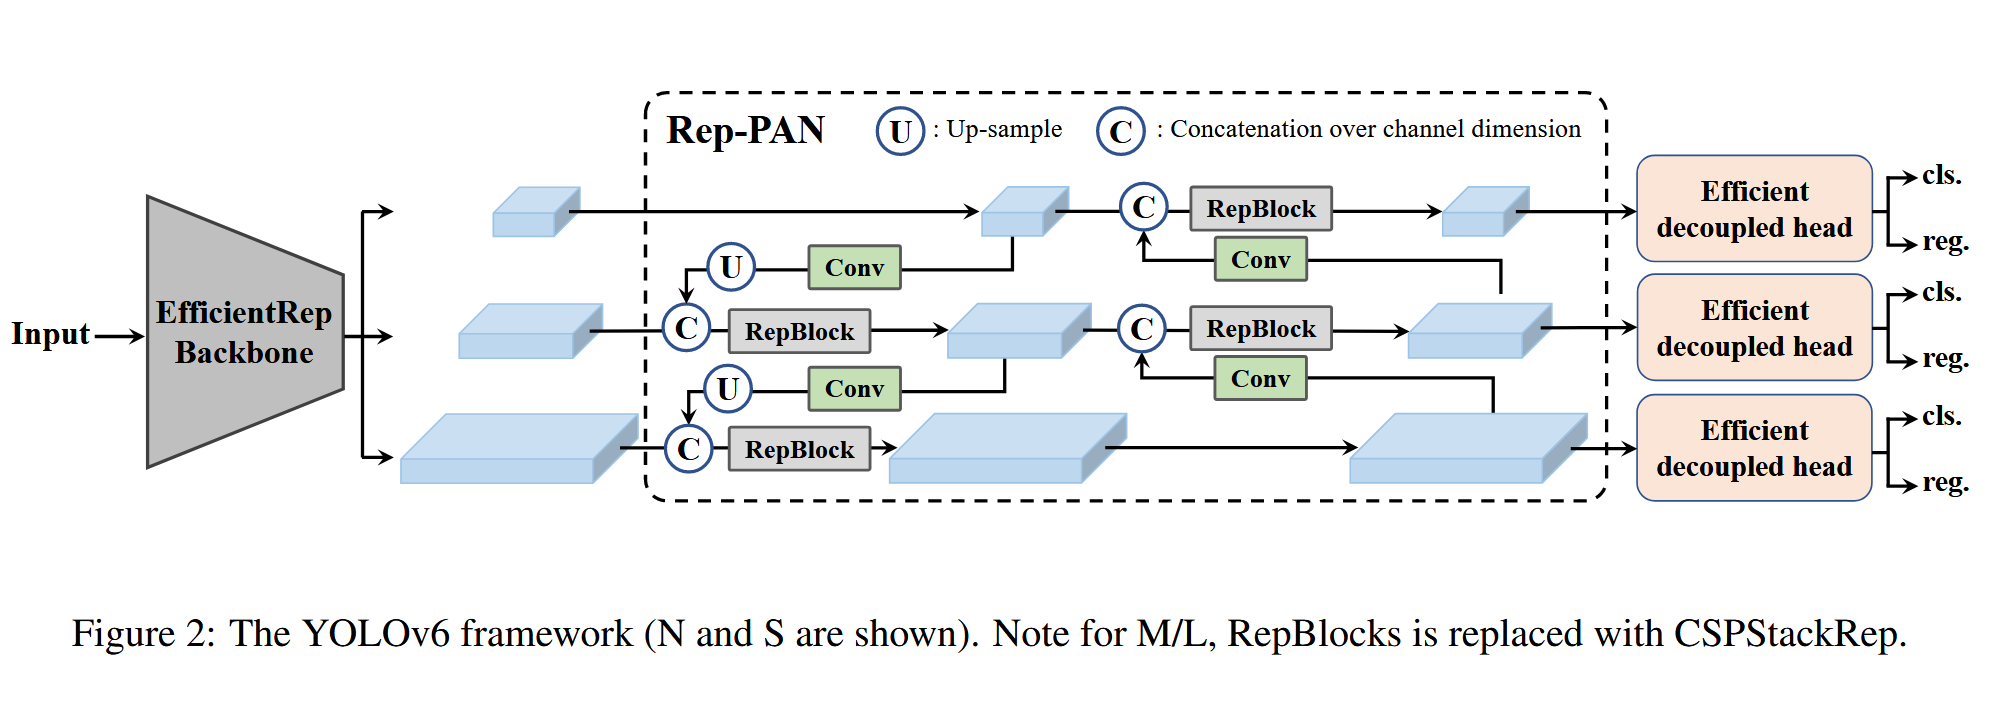 Rep-PAN
U : Up-sample
C : Concatenation over channel dimension
Input
EfficientRep
Backbone
C
RepBlock
Efficient
decoupled head
cls.
reg.
U
Conv
Conv
C
RepBlock
C
RepBlock
Efficient
decoupled head
cls.
reg.
U
Conv
Conv
C
RepBlock
Efficient
decoupled head
cls.
reg.
Figure 2: The YOLOv6 framework (N and S are shown). Note for M/L, RepBlocks is replaced with CSPStackRep.